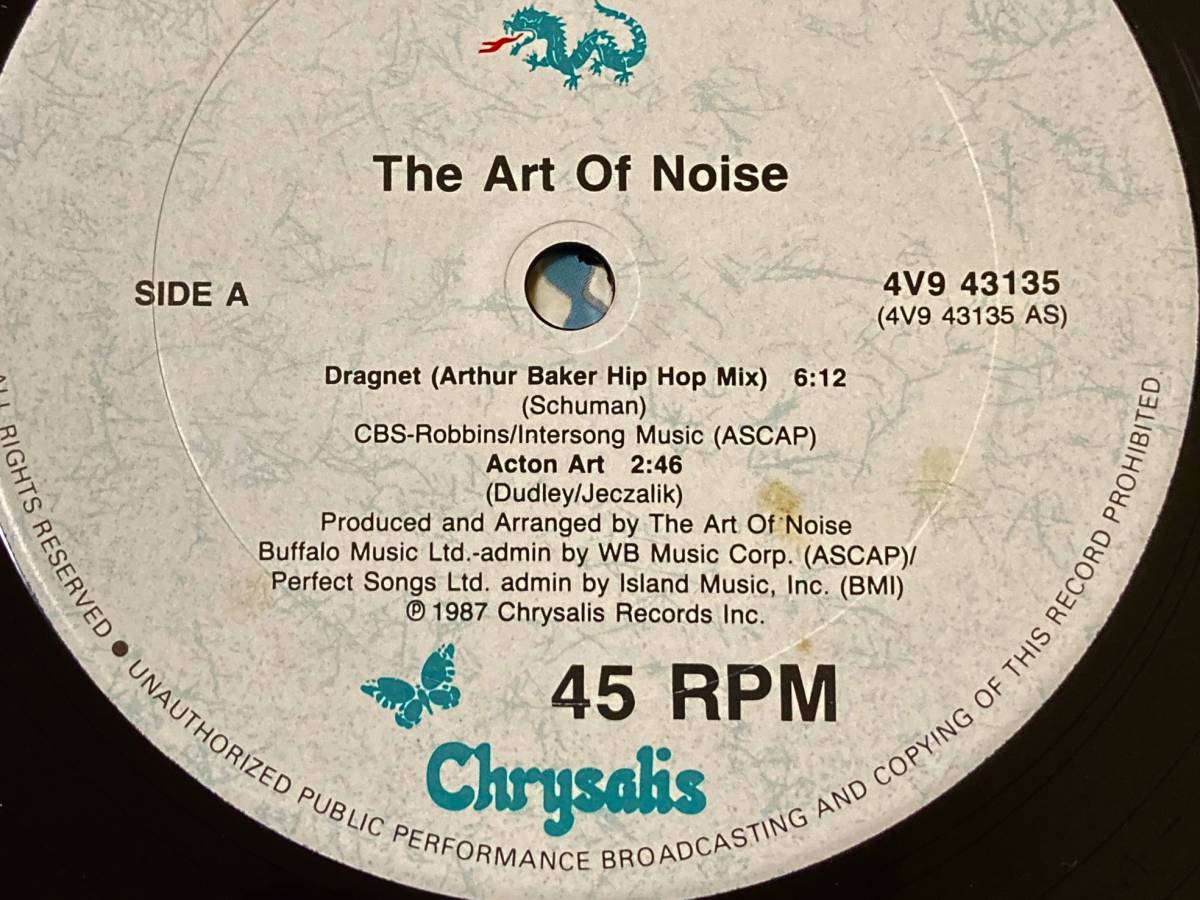 The Art Of Noise
SIDE A
4V9 43135
(4V9 43135 AS)
Dragnet (Arthur Baker Hip Hop Mix) 6:12
(Schuman)
CBS-Robbins/Intersong Music (ASCAP)
Acton Art 2:46
(Dudley/Jeczalik)
Produced and Arranged by The Art Of Noise
Buffalo Music Ltd.-admin by WB Music Corp. (ASCAP)/
Perfect Songs Ltd. admin by Island Music, Inc. (BMI)
℗ 1987 Chrysalis Records Inc.
45 RPM
Chrysalis
ALL RIGHTS RESERVED ● UNAUTHORIZED PUBLIC PERFORMANCE BROADCASTING AND COPYING OF THIS RECORD PROHIBITED.